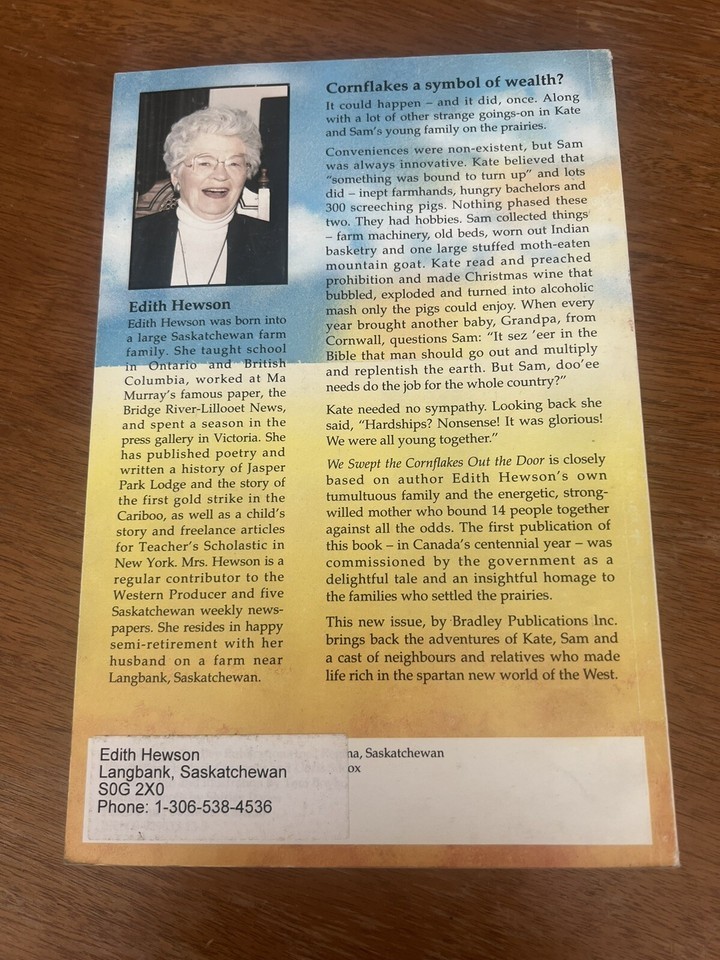 Edith Hewson
Edith Hewson was born into
a large Saskatchewan farm
family. She taught school
in Ontario and British
Columbia, worked at Ma
Murray's famous paper, the
Bridge River-Lillooet News,
and spent a season in the
press gallery in Victoria. She
has published poetry and
written a history of Jasper
Park Lodge and the story of
the first gold strike in the
Cariboo, as well as a child's
story and freelance articles
for Teacher's Scholastic in
New York. Mrs. Hewson is a
regular contributor to the
Western Producer and five
Saskatchewan weekly news-
papers. She resides in happy
semi-retirement with her
husband on a farm near
Langbank, Saskatchewan.
Cornflakes a symbol of wealth?
It could happen – and it did, once. Along
with a lot of other strange goings-on in Kate
and Sam's young family on the prairies.
Conveniences were non-existent, but Sam
was always innovative. Kate believed that
"something was bound to turn up" and lots
did – inept farmhands, hungry bachelors and
300 screeching pigs. Nothing phased these
two. They had hobbies. Sam collected things
– farm machinery, old beds, worn out Indian
basketry and one large stuffed moth-eaten
mountain goat. Kate read and preached
prohibition and made Christmas wine that
bubbled, exploded and turned into alcoholic
mash only the pigs could enjoy. When every
year brought another baby, Grandpa, from
Cornwall, questions Sam: "It sez 'eer in the
Bible that man should go out and multiply
and replentish the earth. But Sam, doo'ee
needs do the job for the whole country?"
Kate needed no sympathy. Looking back she
said, "Hardships? Nonsense! It was glorious!
We were all young together."
We Swept the Cornflakes Out the Door is closely
based on author Edith Hewson's own
tumultuous family and the energetic, strong-
willed mother who bound 14 people together
against all the odds. The first publication of
this book – in Canada's centennial year – was
commissioned by the government as a
delightful tale and an insightful homage to
the families who settled the prairies.
This new issue, by Bradley Publications Inc.
brings back the adventures of Kate, Sam and
a cast of neighbours and relatives who made
life rich in the spartan new world of the West.
Edith Hewson
Langbank, Saskatchewan
S0G 2X0
Phone: 1-306-538-4536
na, Saskatchewan
ox